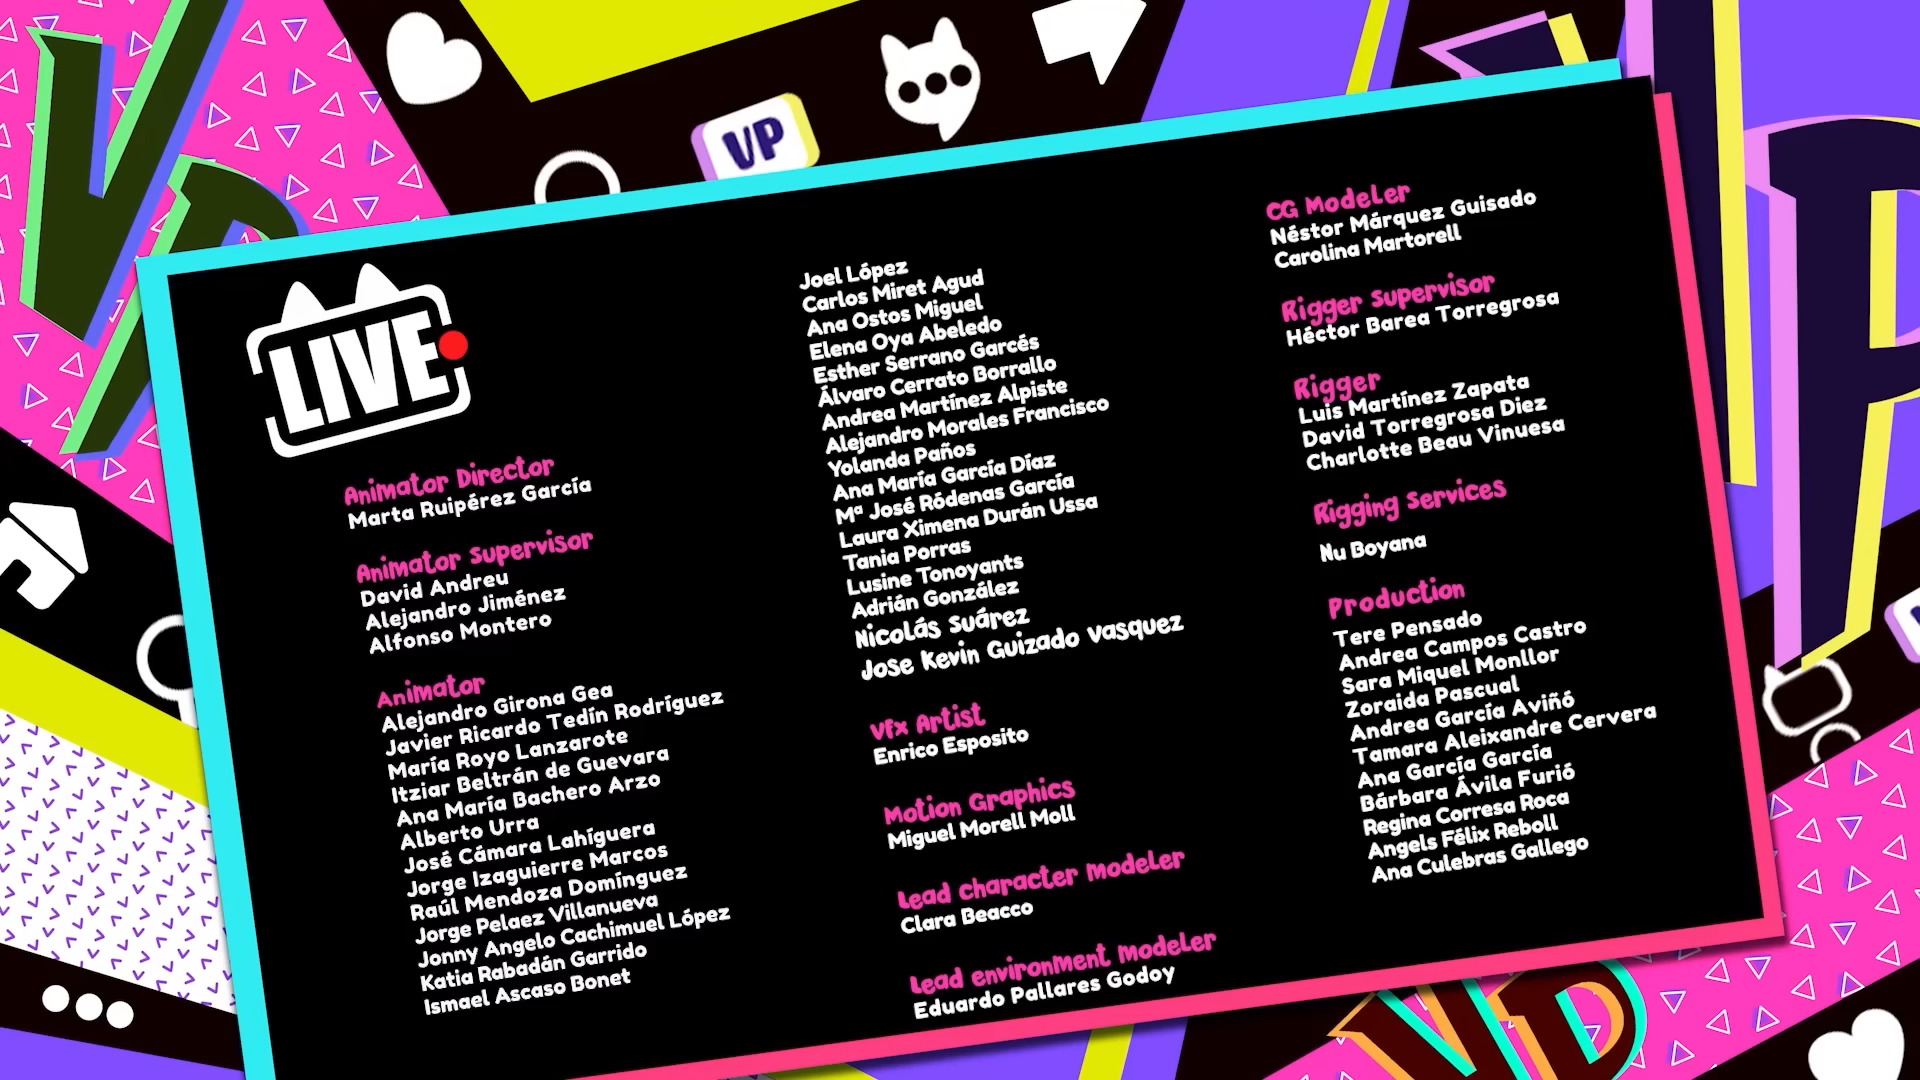 VP
VP
LIVE
Animator Director
Marta Ruipérez García
Animator supervisor
David Andreu
Alejandro Jiménez
Alfonso Montero
Animator
Alejandro Girona Gea
Javier Ricardo Tedín Rodríguez
María Royo Lanzarote
Itziar Beltrán de Guevara
Ana María Bachero Arzo
Alberto Urra
José Cámara Lahíguera
Jorge Izaguierre Marcos
Raúl Mendoza Domínguez
Jorge Pelaez Villanueva
Jonny Angelo Cachimuel López
Katia Rabadán Garrido
Ismael Ascaso Bonet
Joel López
Carlos Miret Agud
Ana Ostos Miguel
Elena Oya Abeledo
Esther Serrano Garcés
Álvaro Cerrato Borrallo
Andrea Martínez Alpiste
Alejandro Morales Francisco
Yolanda Paños
Ana María García Díaz
Mª José Ródenas García
Laura Ximena Durán Ussa
Tania Porras
Lusine Tonoyants
Adrián González
Nicolás Suárez
Jose Kevin Guizado Vasquez
Vfx Artist
Enrico Esposito
Motion Graphics
Miguel Morell Moll
Lead character modeler
Clara Beacco
Lead environment modeler
Eduardo Pallares Godoy
CG Modeler
Néstor Márquez Guisado
Carolina Martorell
Rigger supervisor
Héctor Barea Torregrosa
Rigger
Luis Martínez Zapata
David Torregrosa Diez
Charlotte Beau Vinuesa
Rigging services
Nu Boyana
Production
Tere Pensado
Andrea Campos Castro
Sara Miquel Monllor
Zoraida Pascual
Andrea García Aviñó
Tamara Aleixandre Cervera
Ana García García
Bárbara Ávila Furió
Regina Corresa Roca
Angels Félix Reboll
Ana Culebras Gallego
P
VP